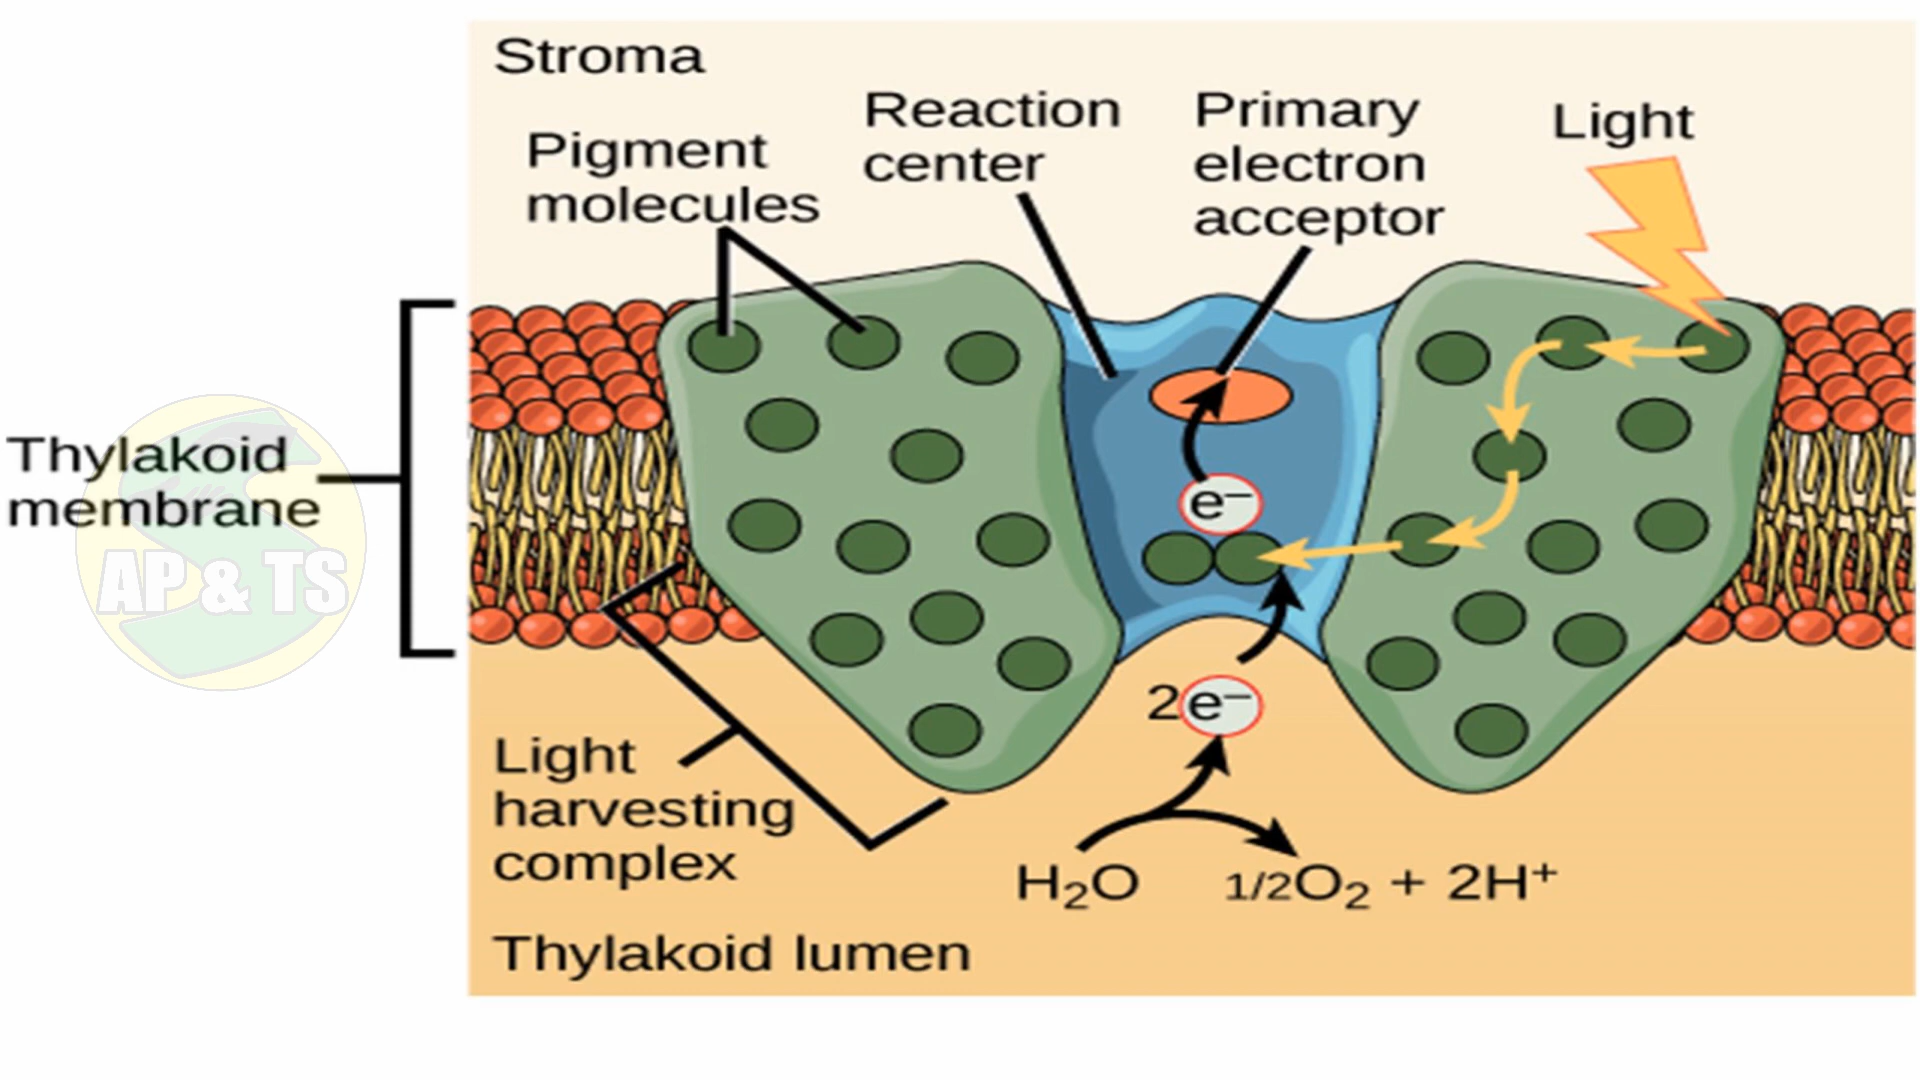 Stroma
Pigment
molecules
Reaction
center
Primary
electron
acceptor
Light
Thylakoid
membrane
AP & TS
e–
2e–
Light
harvesting
complex
H₂O
1/2O₂ + 2H⁺
Thylakoid lumen